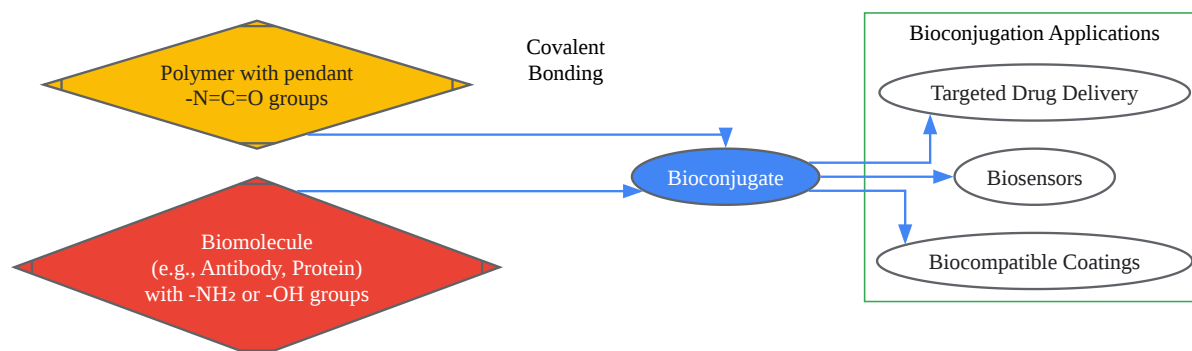 Polymer with pendant
-N=C=O groups
Covalent
Bonding
Bioconjugation Applications
Targeted Drug Delivery
Bioconjugate
Biosensors
Biomolecule
(e.g., Antibody, Protein)
with -NH₂ or -OH groups
Biocompatible Coatings